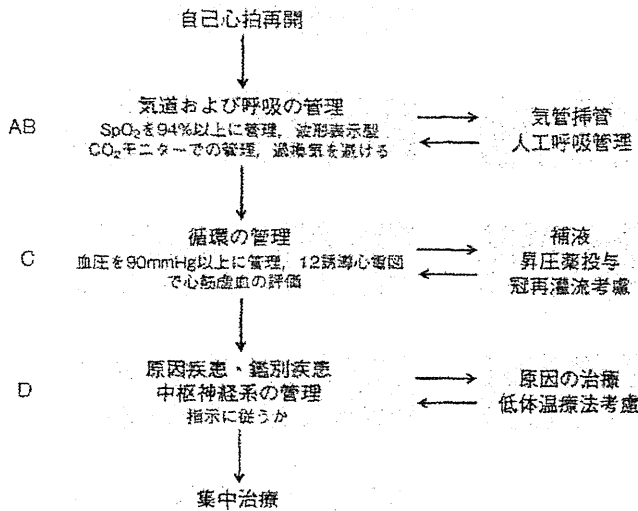 自己心拍再開
AB
気道および呼吸の管理
SpO₂を94%以上に管理，波形表示型
CO₂モニターでの管理，過換気を避ける
気管挿管
人工呼吸管理
C
循環の管理
血圧を90mmHg以上に管理，12誘導心電図
で心筋虚血の評価
補液
昇圧薬投与
冠再灌流考慮
D
原因疾患・鑑別疾患
中枢神経系の管理
指示に従うか
原因の治療
低体温療法考慮
集中治療